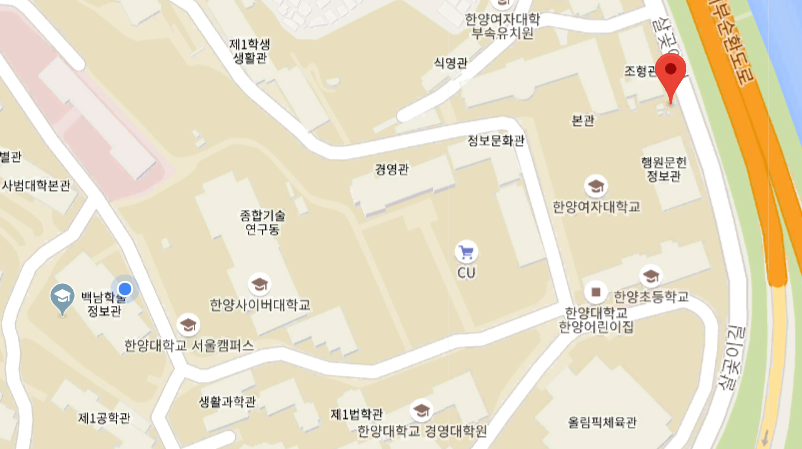 한양여자대학
부속유치원
제1학생
생활관
식영관
살곶이
조형관
본관
정보문화관
경영관
행원문헌
정보관
별관
사범대학본관
한양여자대학교
종합기술
연구동
CU
백남학술
정보관
한양사이버대학교
한양초등학교
한양대학교
한양어린이집
한양대학교 서울캠퍼스
살곶이길
생활과학관
제1공학관
제1법학관
한양대학교 경영대학원
올림픽체육관
부순환도로